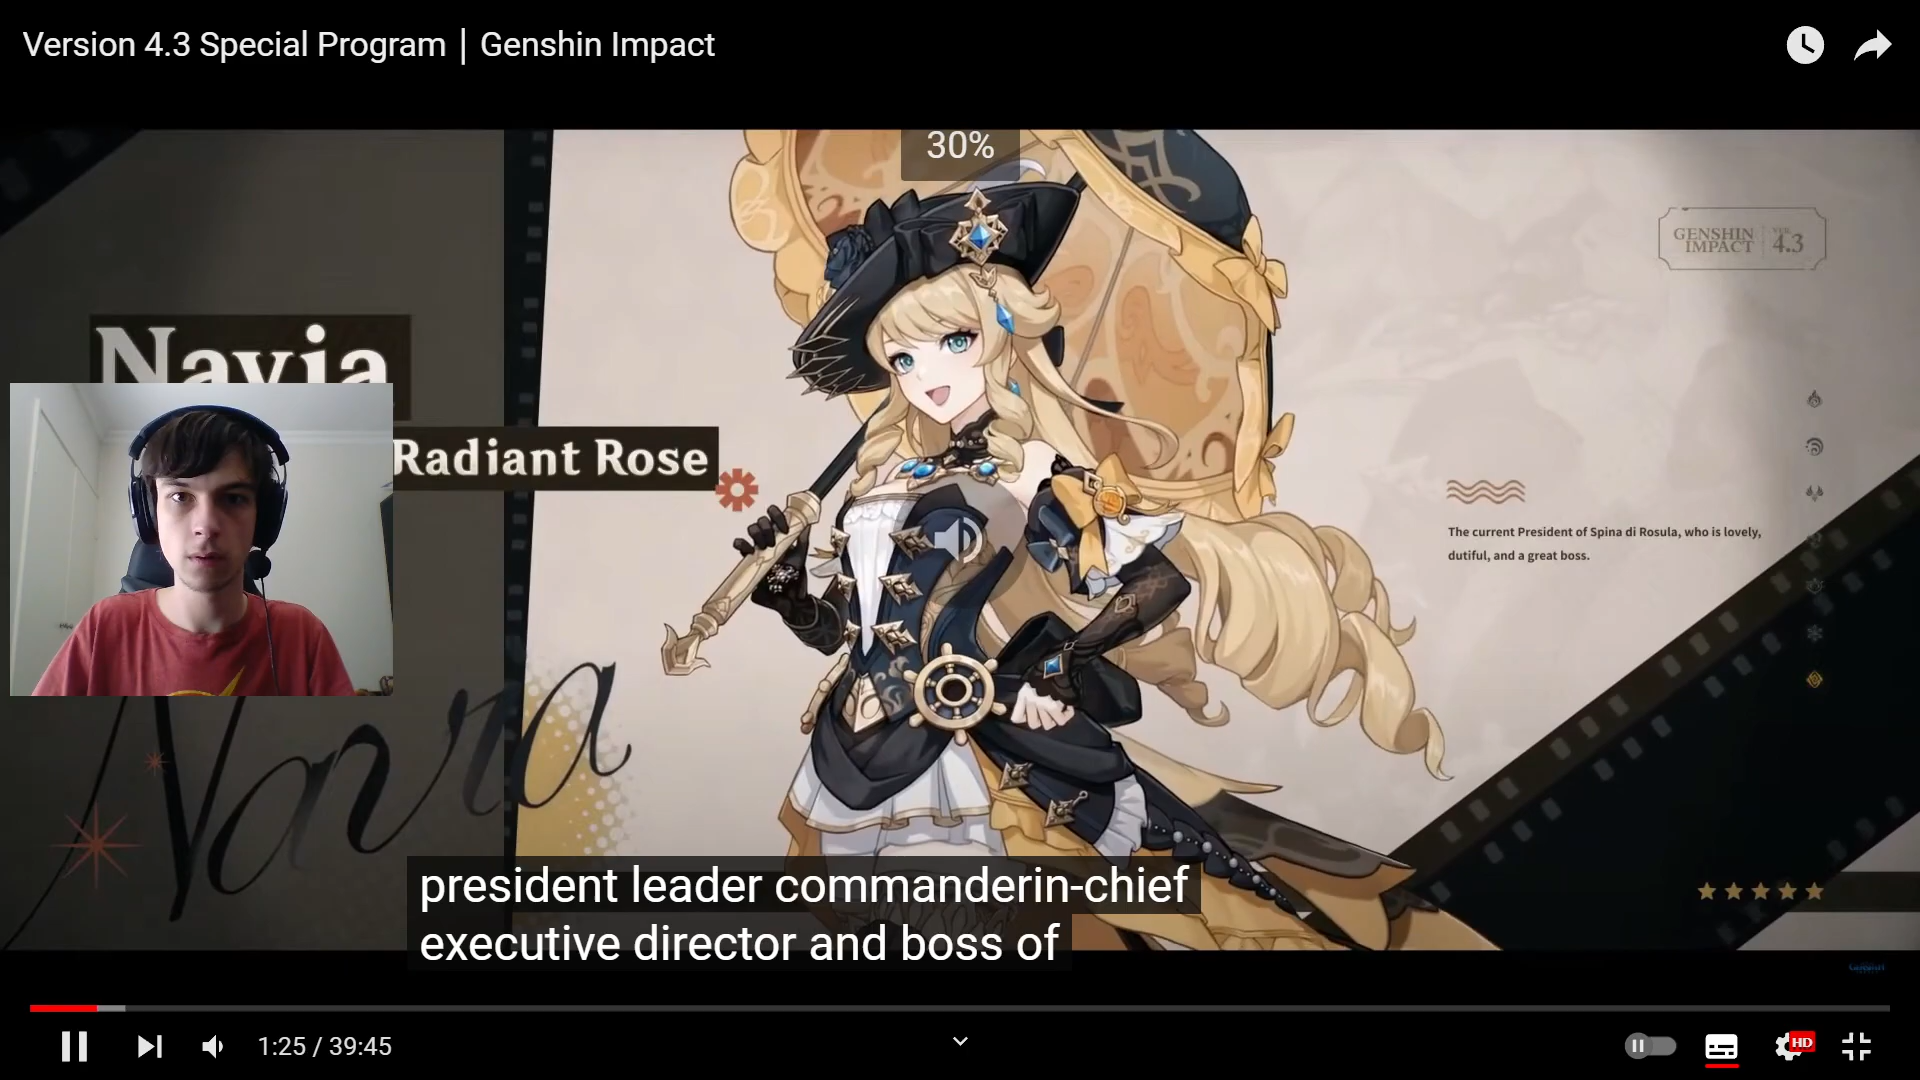 Version 4.3 Special Program | Genshin Impact
30%
GENSHIN IMPACT VER. 4.3
Navia
Radiant Rose
The current President of Spina di Rosula, who is lovely,
dutiful, and a great boss.
Navia
president leader commanderin-chief
executive director and boss of
1:25 / 39:45
HD